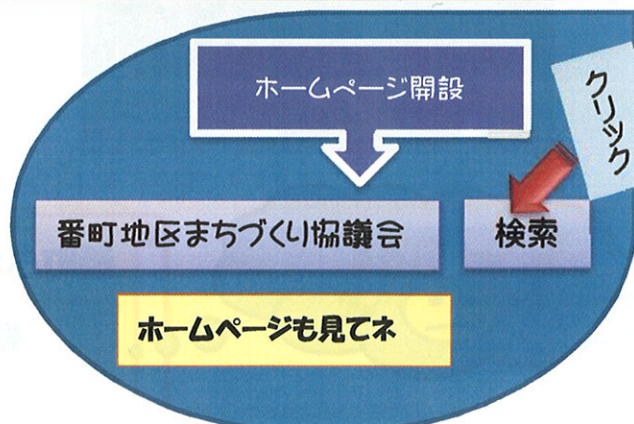 ホームページ開設
クリック
番町地区まちづくり協議会
検索
ホームページも見てネ